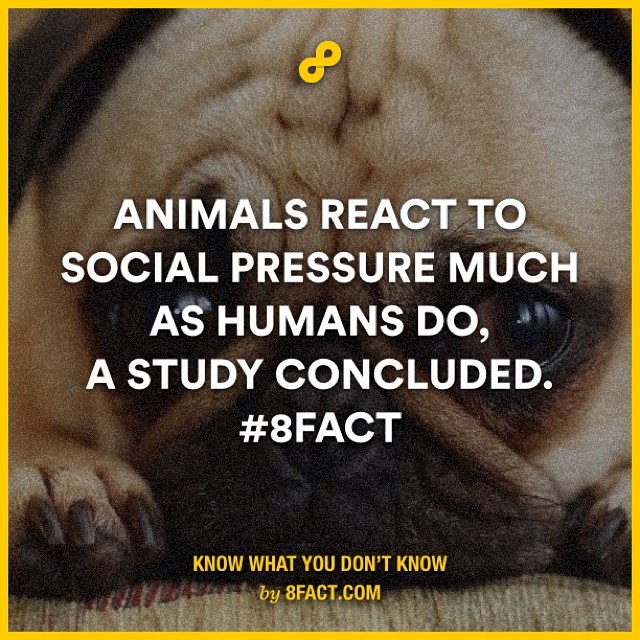 ANIMALS REACT TO
SOCIAL PRESSURE MUCH
AS HUMANS DO,
A STUDY CONCLUDED.
#8FACT
KNOW WHAT YOU DON'T KNOW
by 8FACT.COM